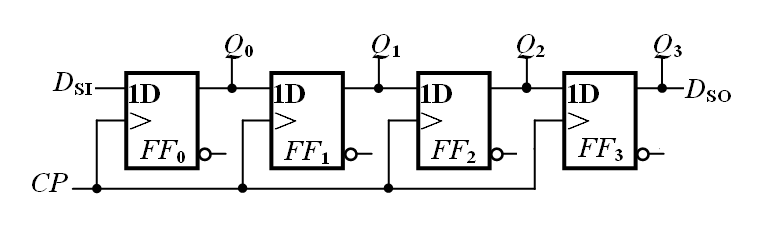 Q0 Q1 Q2 Q3
DSI 1D 1D 1D 1D DSO
FF0 FF1 FF2 FF3
CP